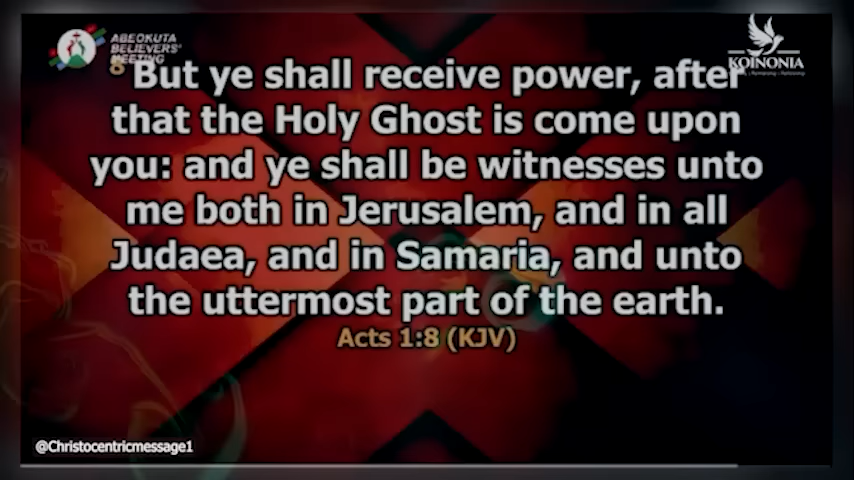 ABEOKUTA
BELIEVERS'
MEETING
KOINONIA
8 But ye shall receive power, after
that the Holy Ghost is come upon
you: and ye shall be witnesses unto
me both in Jerusalem, and in all
Judaea, and in Samaria, and unto
the uttermost part of the earth.
Acts 1:8 (KJV)
@Christocentricmessage1